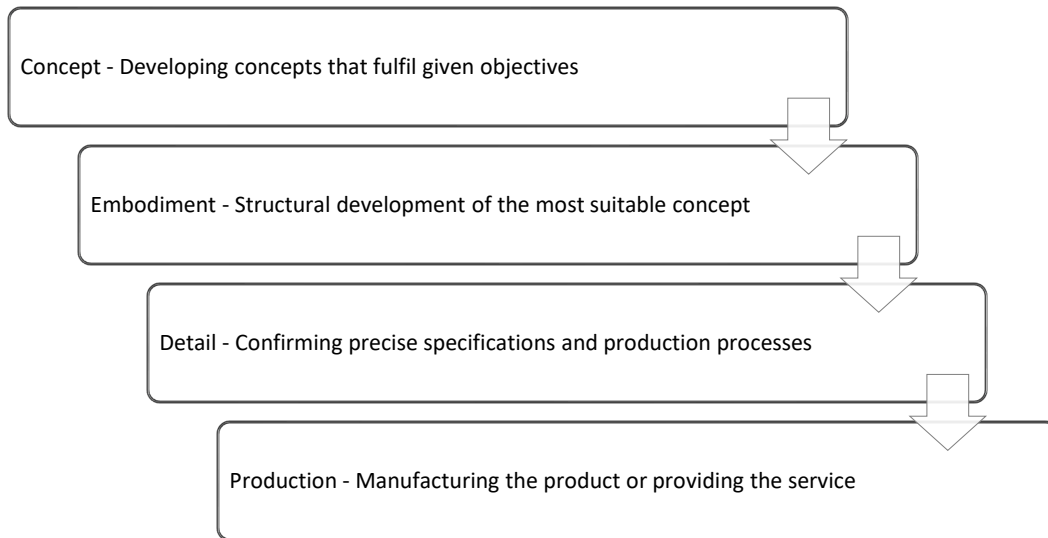 Concept - Developing concepts that fulfil given objectives
Embodiment - Structural development of the most suitable concept
Detail - Confirming precise specifications and production processes
Production - Manufacturing the product or providing the service